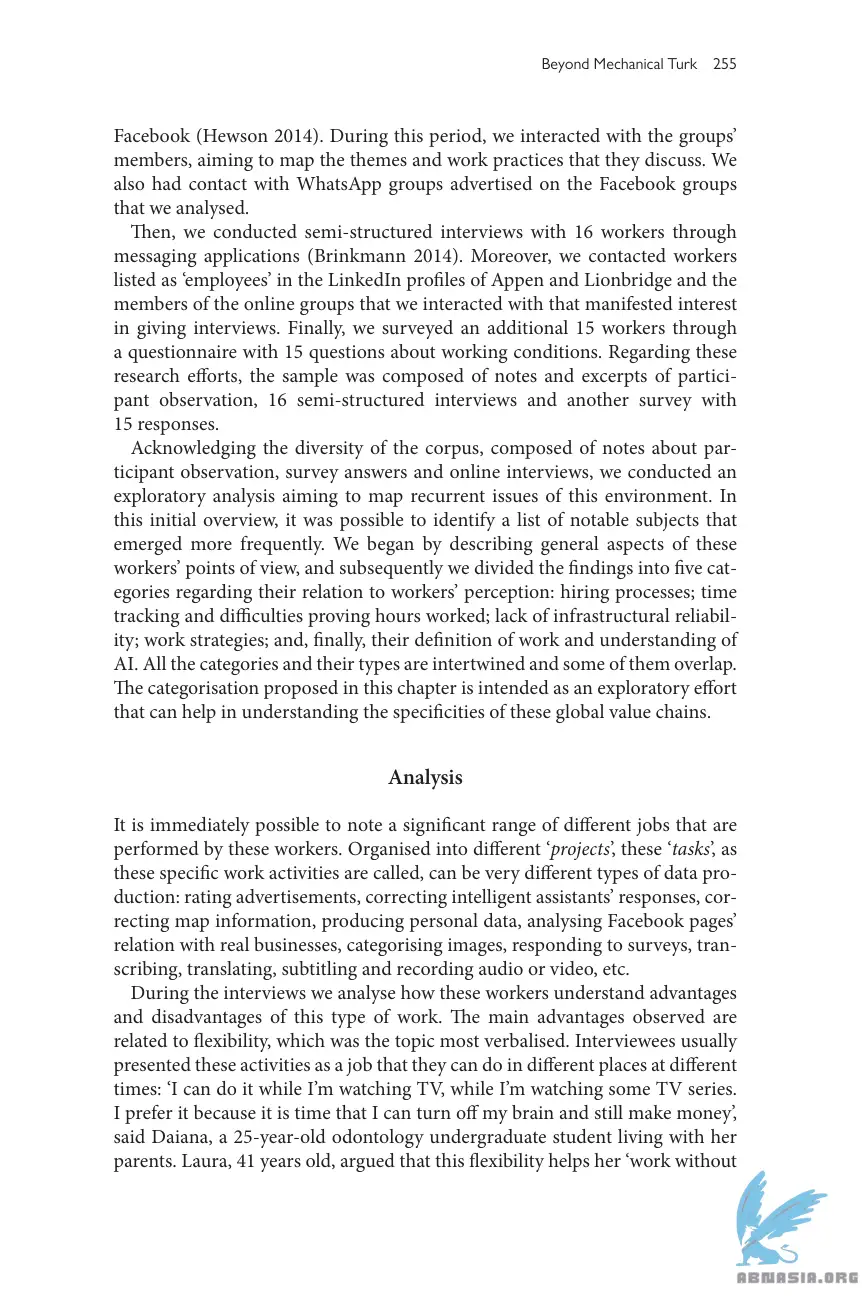 Beyond Mechanical Turk 255
Facebook (Hewson 2014). During this period, we interacted with the groups’
members, aiming to map the themes and work practices that they discuss. We
also had contact with WhatsApp groups advertised on the Facebook groups
that we analysed.
Then, we conducted semi-structured interviews with 16 workers through
messaging applications (Brinkmann 2014). Moreover, we contacted workers
listed as ‘employees’ in the LinkedIn profiles of Appen and Lionbridge and the
members of the online groups that we interacted with that manifested interest
in giving interviews. Finally, we surveyed an additional 15 workers through
a questionnaire with 15 questions about working conditions. Regarding these
research efforts, the sample was composed of notes and excerpts of partici-
pant observation, 16 semi-structured interviews and another survey with
15 responses.
Acknowledging the diversity of the corpus, composed of notes about par-
ticipant observation, survey answers and online interviews, we conducted an
exploratory analysis aiming to map recurrent issues of this environment. In
this initial overview, it was possible to identify a list of notable subjects that
emerged more frequently. We began by describing general aspects of these
workers’ points of view, and subsequently we divided the findings into five cat-
egories regarding their relation to workers’ perception: hiring processes; time
tracking and difficulties proving hours worked; lack of infrastructural reliabil-
ity; work strategies; and, finally, their definition of work and understanding of
AI. All the categories and their types are intertwined and some of them overlap.
The categorisation proposed in this chapter is intended as an exploratory effort
that can help in understanding the specificities of these global value chains.
Analysis
It is immediately possible to note a significant range of different jobs that are
performed by these workers. Organised into different ‘projects’, these ‘tasks’, as
these specific work activities are called, can be very different types of data pro-
duction: rating advertisements, correcting intelligent assistants’ responses, cor-
recting map information, producing personal data, analysing Facebook pages’
relation with real businesses, categorising images, responding to surveys, tran-
scribing, translating, subtitling and recording audio or video, etc.
During the interviews we analyse how these workers understand advantages
and disadvantages of this type of work. The main advantages observed are
related to flexibility, which was the topic most verbalised. Interviewees usually
presented these activities as a job that they can do in different places at different
times: ‘I can do it while I’m watching TV, while I’m watching some TV series.
I prefer it because it is time that I can turn off my brain and still make money’,
said Daiana, a 25-year-old odontology undergraduate student living with her
parents. Laura, 41 years old, argued that this flexibility helps her ‘work without
ABNASIA.ORG